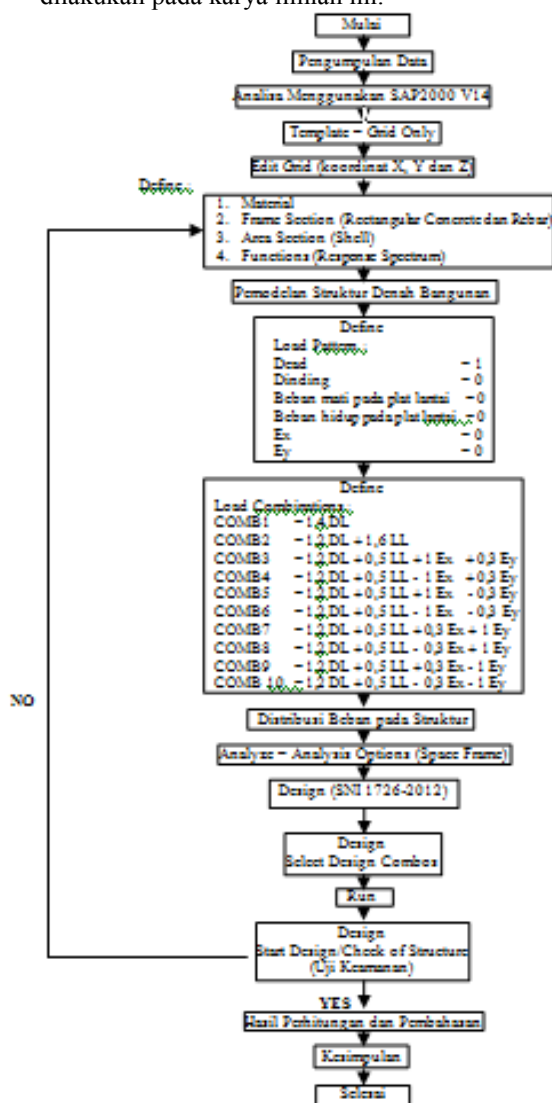 dilakukan pada karya ilmiah ini.
Mulai
Pengumpulan Data
Analisa Menggunakan SAP2000 V14
Template – Grid Only
Edit Grid (koordinat X, Y dan Z)
Define :
1. Material
2. Frame Section (Rectangular Concrete dan Rebar)
3. Area Section (Shell)
4. Functions (Response Spectrum)
Pemodelan Struktur Denah Bangunan
Define
Load Pattern :
Dead = 1
Dinding = 0
Beban mati pada plat lantai = 0
Beban hidup pada plat lantai = 0
Ex = 0
Ey = 0
Define
Load Combinations :
COMB1 = 1,4 DL
COMB2 = 1,2 DL + 1,6 LL
COMB3 = 1,2 DL + 0,5 LL + 1 Ex + 0,3 Ey
COMB4 = 1,2 DL + 0,5 LL - 1 Ex + 0,3 Ey
COMB5 = 1,2 DL + 0,5 LL + 1 Ex - 0,3 Ey
COMB6 = 1,2 DL + 0,5 LL - 1 Ex - 0,3 Ey
COMB7 = 1,2 DL + 0,5 LL + 0,3 Ex + 1 Ey
COMB8 = 1,2 DL + 0,5 LL - 0,3 Ex + 1 Ey
COMB9 = 1,2 DL + 0,5 LL + 0,3 Ex - 1 Ey
COMB 10 = 1,2 DL + 0,5 LL - 0,3 Ex - 1 Ey
NO
Distribusi Beban pada Struktur
Analyze – Analysis Options (Space Frame)
Design (SNI 1726-2012)
Design
Select Design Combos
Run
Design
Start Design/Check of Structure
(Uji Keamanan)
YES
Hasil Perhitungan dan Pembahasan
Kesimpulan
Selesai